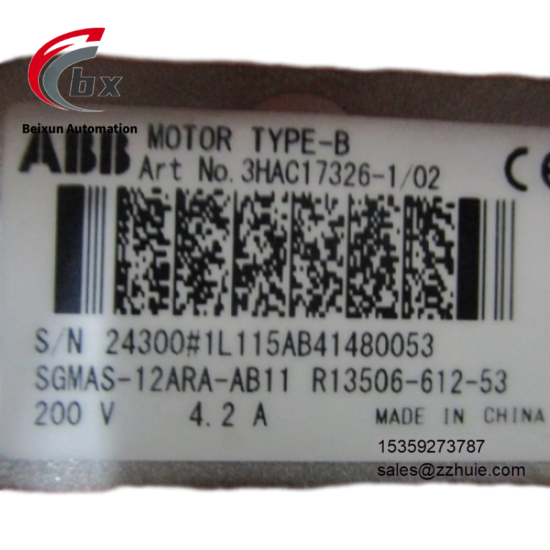 bx
Beixun Automation
ABB MOTOR TYPE-B
Art No. 3HAC17326-1/02
CE
S/N 24300#1L115AB41480053
SGMAS-12ARA-AB11 R13506-612-53
200 V 4.2 A MADE IN CHINA
15359273787
sales@zzhuie.com